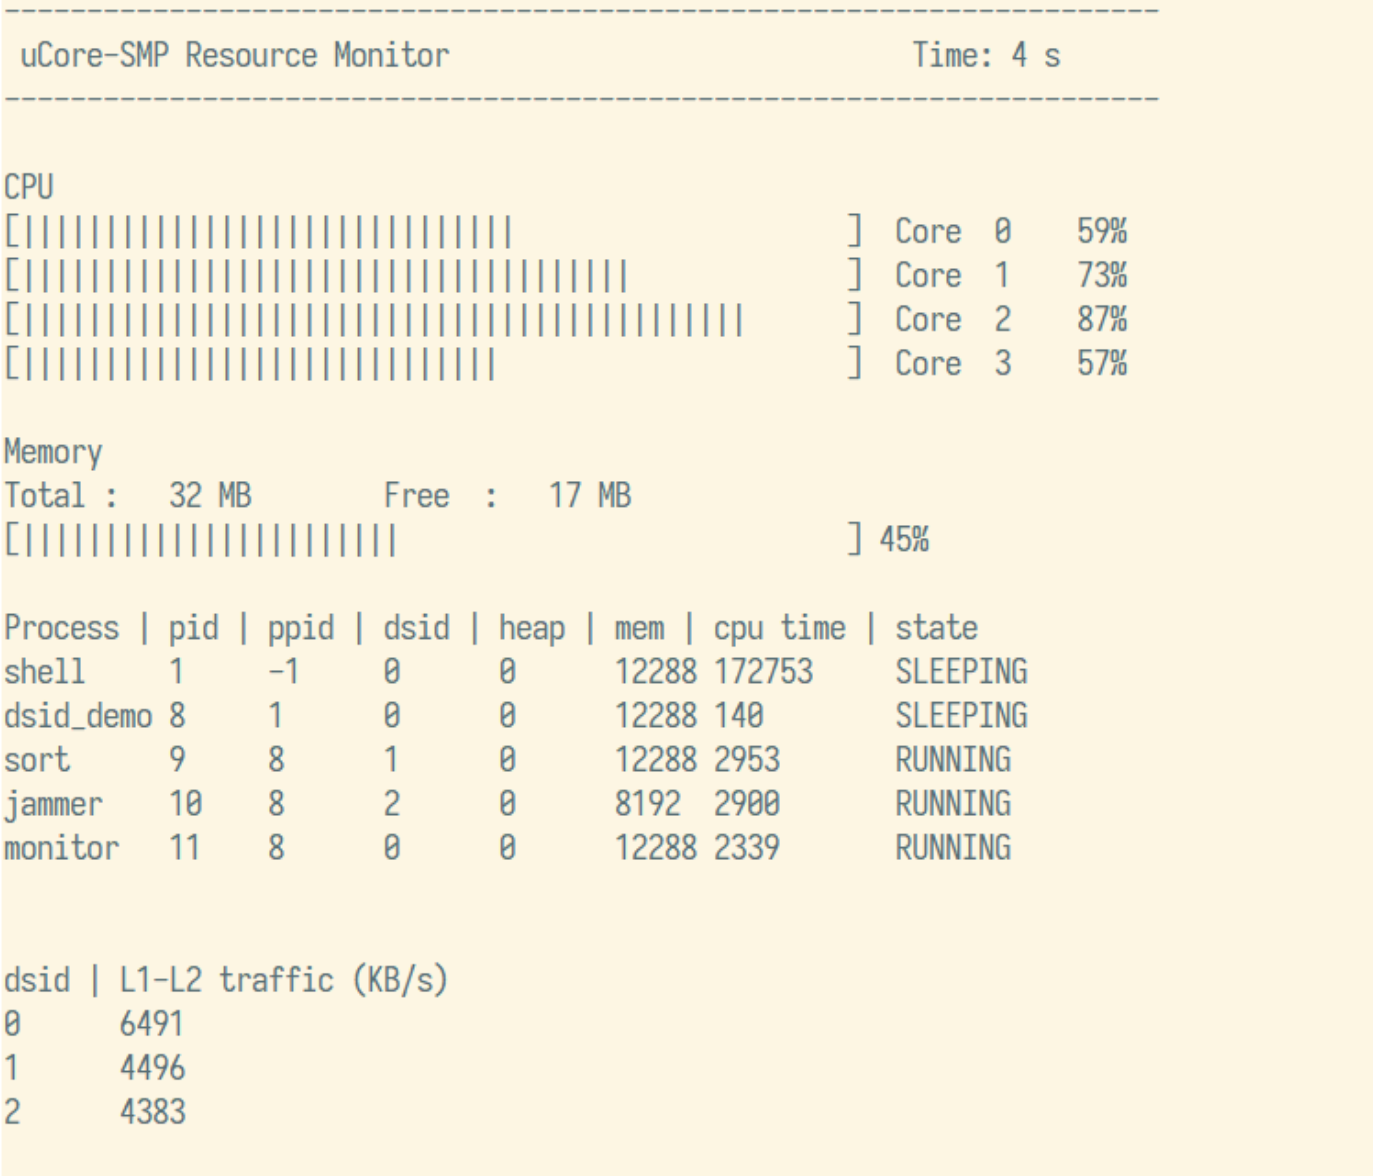 ----------------------------------------------------------------------
 uCore-SMP Resource Monitor                            Time: 4 s
----------------------------------------------------------------------
CPU
[||||||||||||||||||||||||||||||                    ]  Core  0    59%
[|||||||||||||||||||||||||||||||||||||             ]  Core  1    73%
[||||||||||||||||||||||||||||||||||||||||||||      ]  Core  2    87%
[|||||||||||||||||||||||||||||                     ]  Core  3    57%
Memory
Total :   32 MB        Free  :   17 MB
[|||||||||||||||||||||||                           ] 45%
Process | pid | ppid | dsid | heap | mem | cpu time | state
shell     1     -1     0      0      12288 172753     SLEEPING
dsid_demo 8     1      0      0      12288 140        SLEEPING
sort      9     8      1      0      12288 2953       RUNNING
jammer    10    8      2      0      8192  2900       RUNNING
monitor   11    8      0      0      12288 2339       RUNNING
dsid | L1-L2 traffic (KB/s)
0      6491
1      4496
2      4383